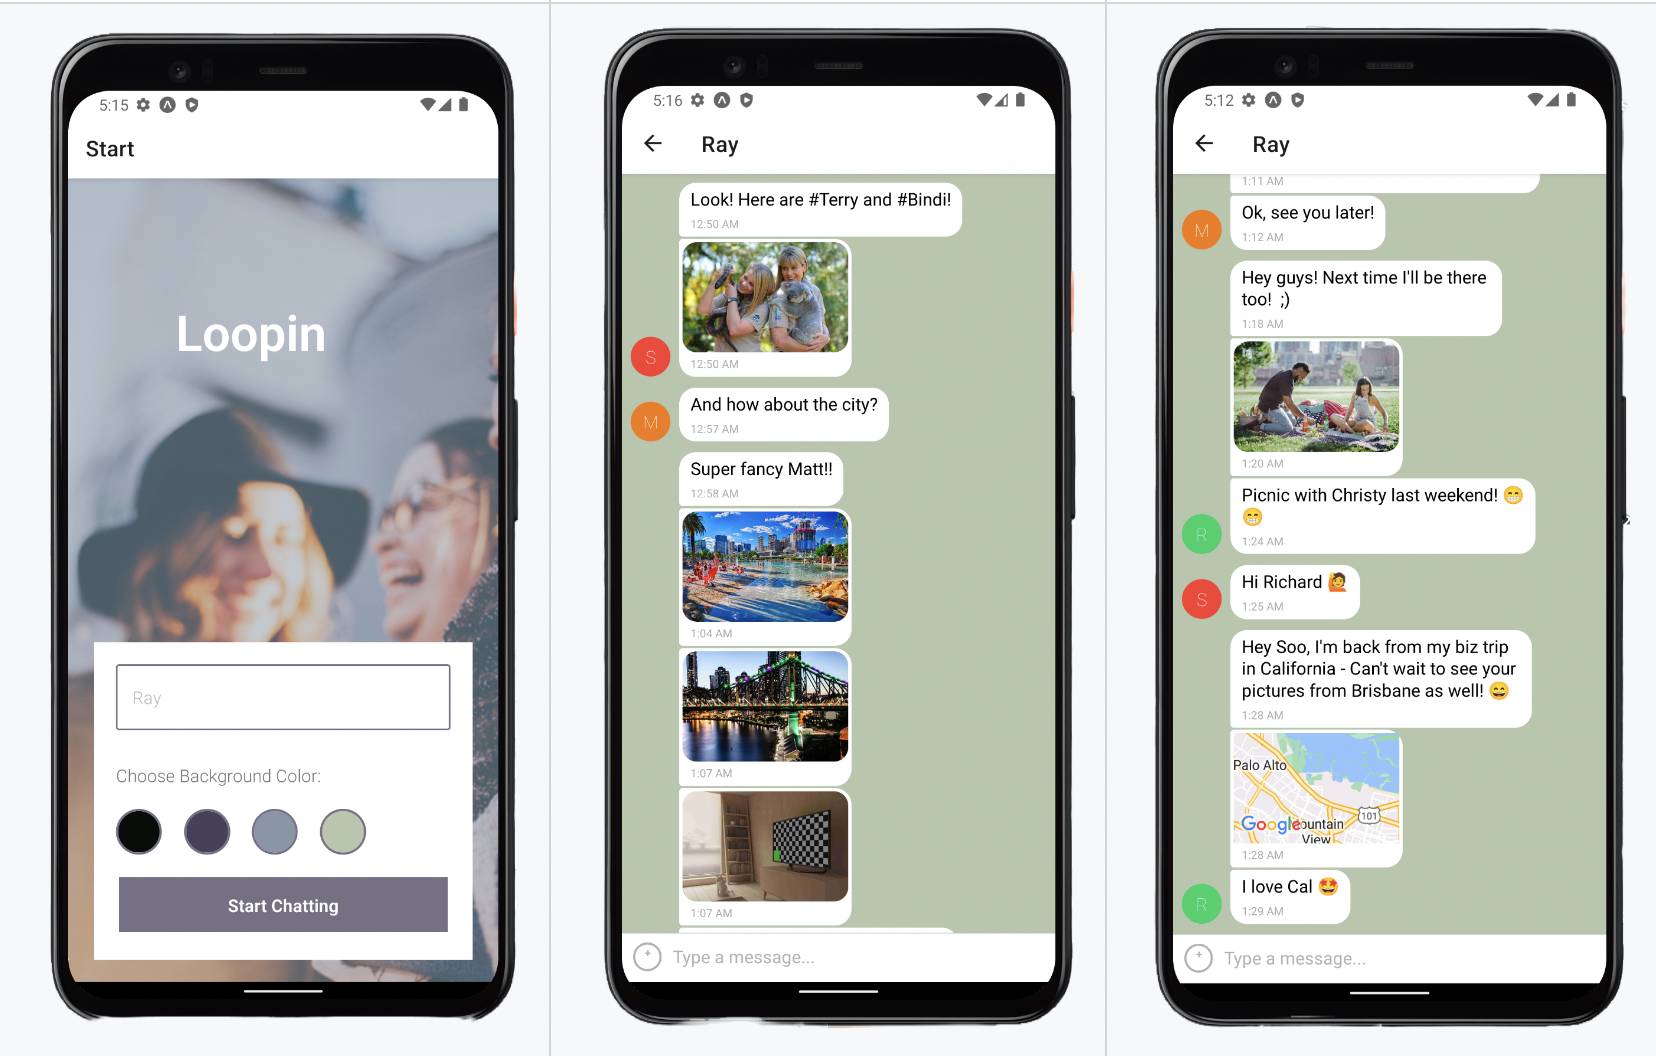 5:15
Start
Loopin
Ray
Choose Background Color:
Start Chatting
5:16
Ray
Look! Here are #Terry and #Bindi!
12:50 AM
12:50 AM
S
And how about the city?
12:57 AM
M
Super fancy Matt!!
12:58 AM
1:04 AM
1:07 AM
1:07 AM
Type a message...
5:12
Ray
1:11 AM
Ok, see you later!
1:12 AM
M
Hey guys! Next time I'll be there
too! ;)
1:18 AM
1:20 AM
Picnic with Christy last weekend! 😁
😁
1:24 AM
R
Hi Richard 🙋
1:25 AM
S
Hey Soo, I'm back from my biz trip
in California - Can't wait to see your
pictures from Brisbane as well! 😄
1:28 AM
Palo Alto
101
Google
ountain
View
1:28 AM
I love Cal 🤩
1:29 AM
R
Type a message...